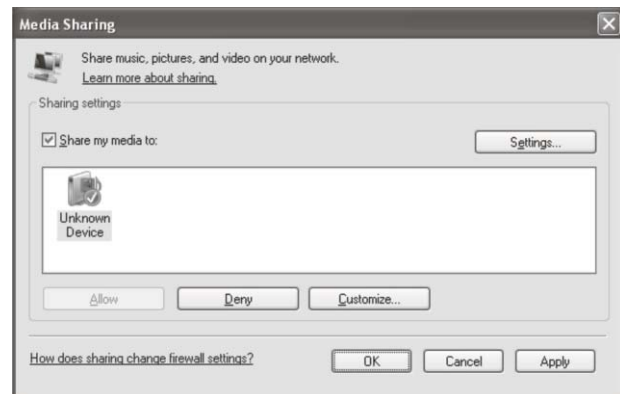 Media Sharing
Share music, pictures, and video on your network.
Learn more about sharing.
Sharing settings
Share my media to:
Settings...
Unknown
Device
Allow
Deny
Customize...
How does sharing change firewall settings?
OK
Cancel
Apply